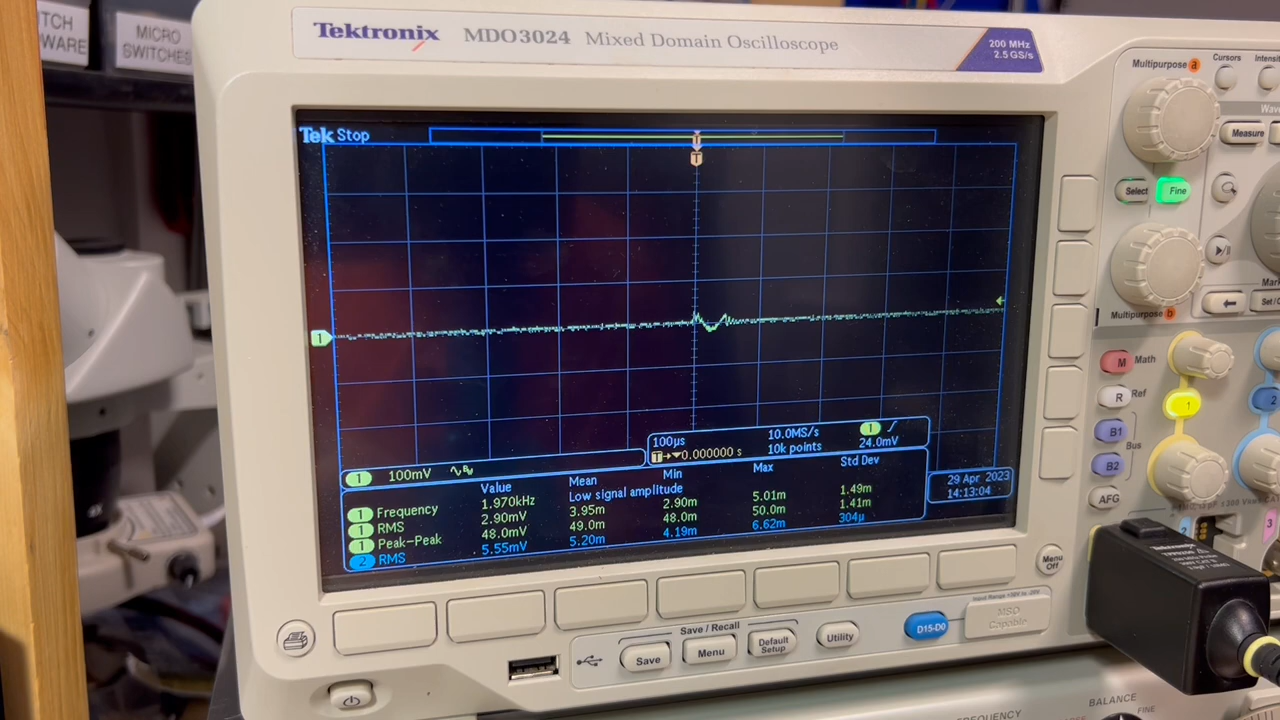 MICRO
SWITCHES
Tektronix MDO3024 Mixed Domain Oscilloscope
200 MHz
2.5 GS/s
Multipurpose a
Cursors
Measure
Select
Fine
Multipurpose b
Tek Stop
T
T
1
1 100mV
100µs
10.0MS/s
1
T→▼0.000000 s
10k points
24.0mV
Value
Mean
Min
Max
Std Dev
1 Frequency
1.970kHz
Low signal amplitude
1 RMS
2.90mV
3.95m
2.90m
5.01m
1.49m
1 Peak-Peak
48.0mV
49.0m
48.0m
50.0m
1.41m
2 RMS
5.55mV
5.20m
4.19m
6.62m
304µ
29 Apr 2023
14:13:04
M Math
R Ref
B1
Bus
B2
AFG
1
2
3
Menu
Off
Save / Recall
Save
Menu
Default
Setup
Utility
D15-D0
MSO
Capable
Tektronix
FREQUENCY
BALANCE
FINE